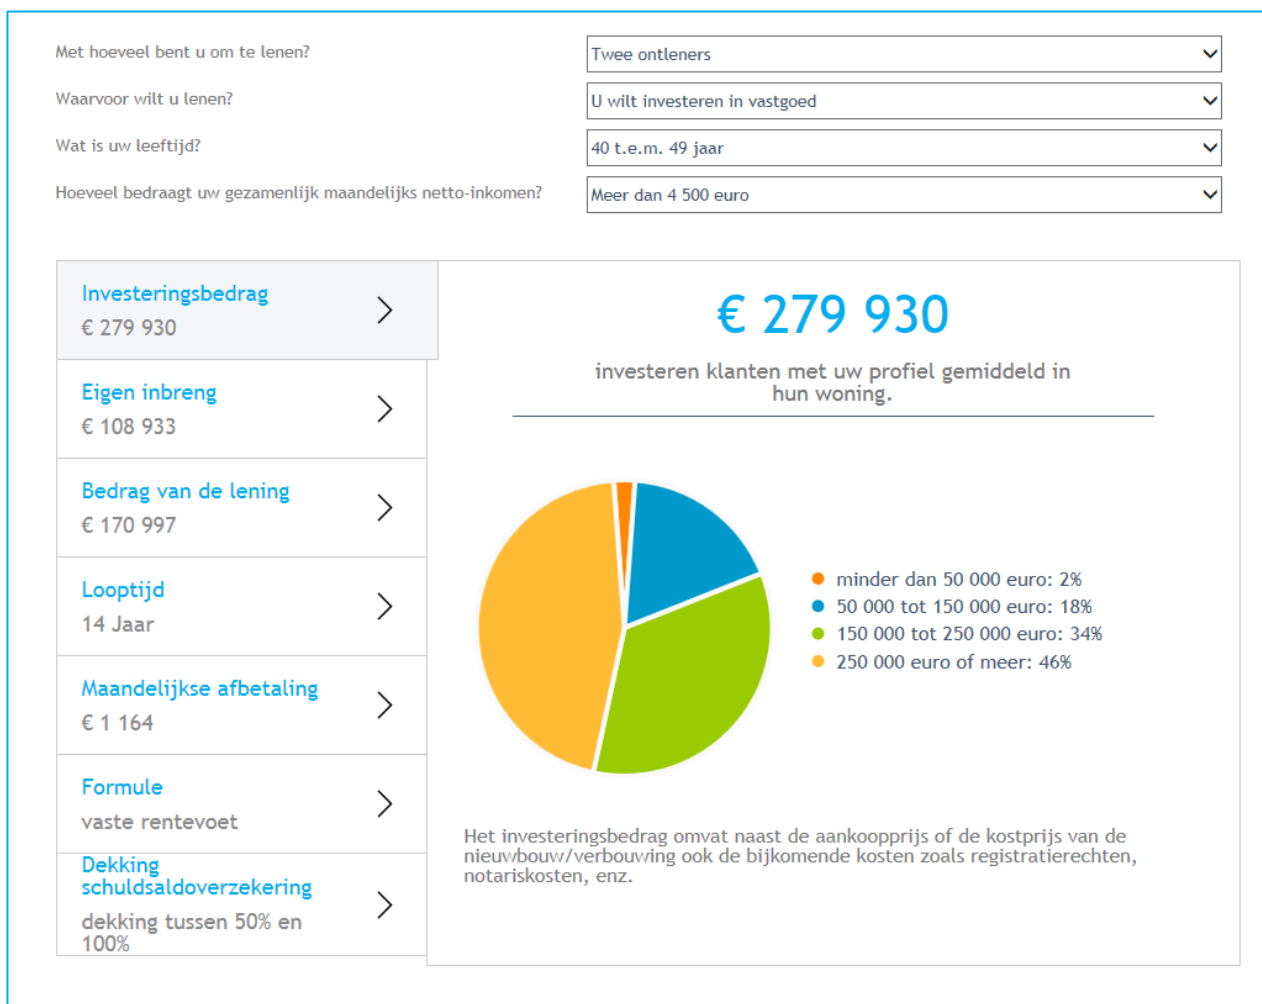 Met hoeveel bent u om te lenen?
Twee ontleners
Waarvoor wilt u lenen?
U wilt investeren in vastgoed
Wat is uw leeftijd?
40 t.e.m. 49 jaar
Hoeveel bedraagt uw gezamenlijk maandelijks netto-inkomen?
Meer dan 4 500 euro
Investeringsbedrag
€ 279 930
Eigen inbreng
€ 108 933
Bedrag van de lening
€ 170 997
Looptijd
14 Jaar
Maandelijkse afbetaling
€ 1 164
Formule
vaste rentevoet
Dekking
schuldsaldoverzekering
dekking tussen 50% en
100%
€ 279 930
investeren klanten met uw profiel gemiddeld in
hun woning.
minder dan 50 000 euro: 2%
50 000 tot 150 000 euro: 18%
150 000 tot 250 000 euro: 34%
250 000 euro of meer: 46%
Het investeringsbedrag omvat naast de aankoopprijs of de kostprijs van de
nieuwbouw/verbouwing ook de bijkomende kosten zoals registratierechten,
notariskosten, enz.